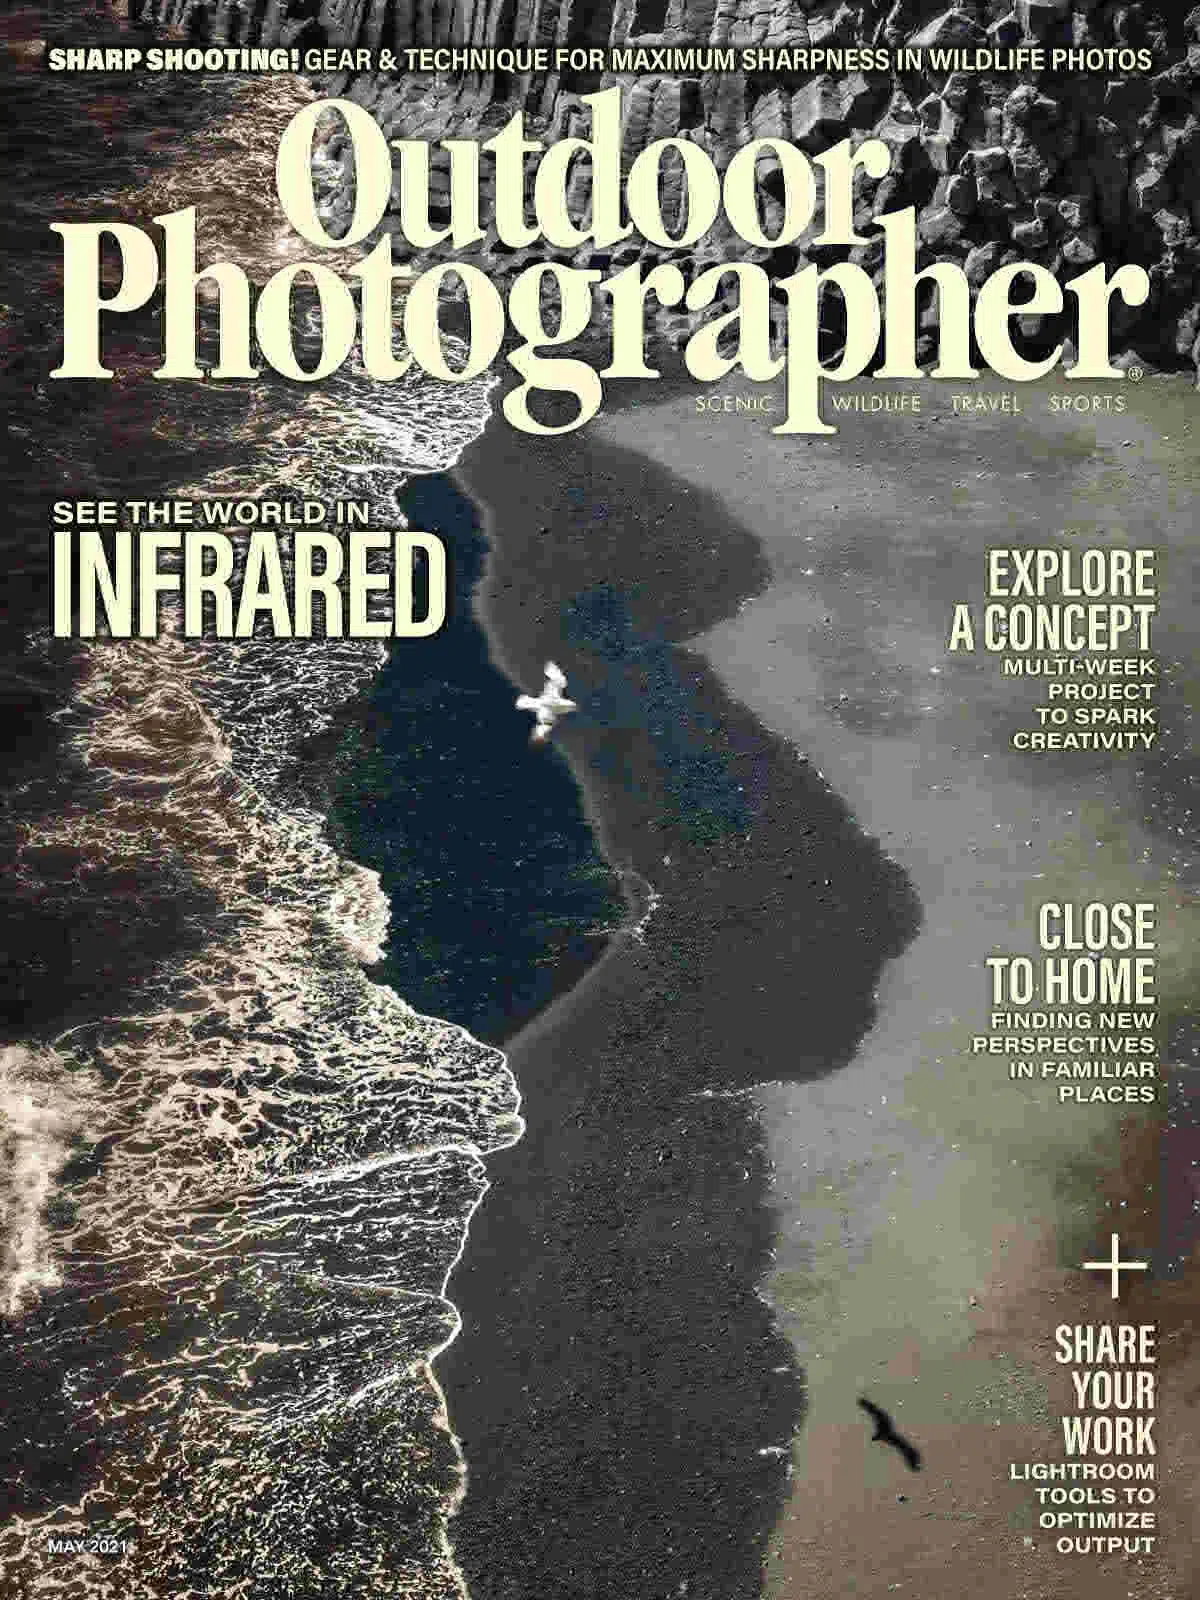 SHARP SHOOTING! GEAR & TECHNIQUE FOR MAXIMUM SHARPNESS IN WILDLIFE PHOTOS
Outdoor
Photographer®
SCENIC WILDLIFE TRAVEL SPORTS
SEE THE WORLD IN
INFRARED
EXPLORE
A CONCEPT
MULTI-WEEK
PROJECT
TO SPARK
CREATIVITY
CLOSE
TO HOME
FINDING NEW
PERSPECTIVES
IN FAMILIAR
PLACES
+
SHARE
YOUR
WORK
LIGHTROOM
TOOLS TO
OPTIMIZE
OUTPUT
MAY 2021